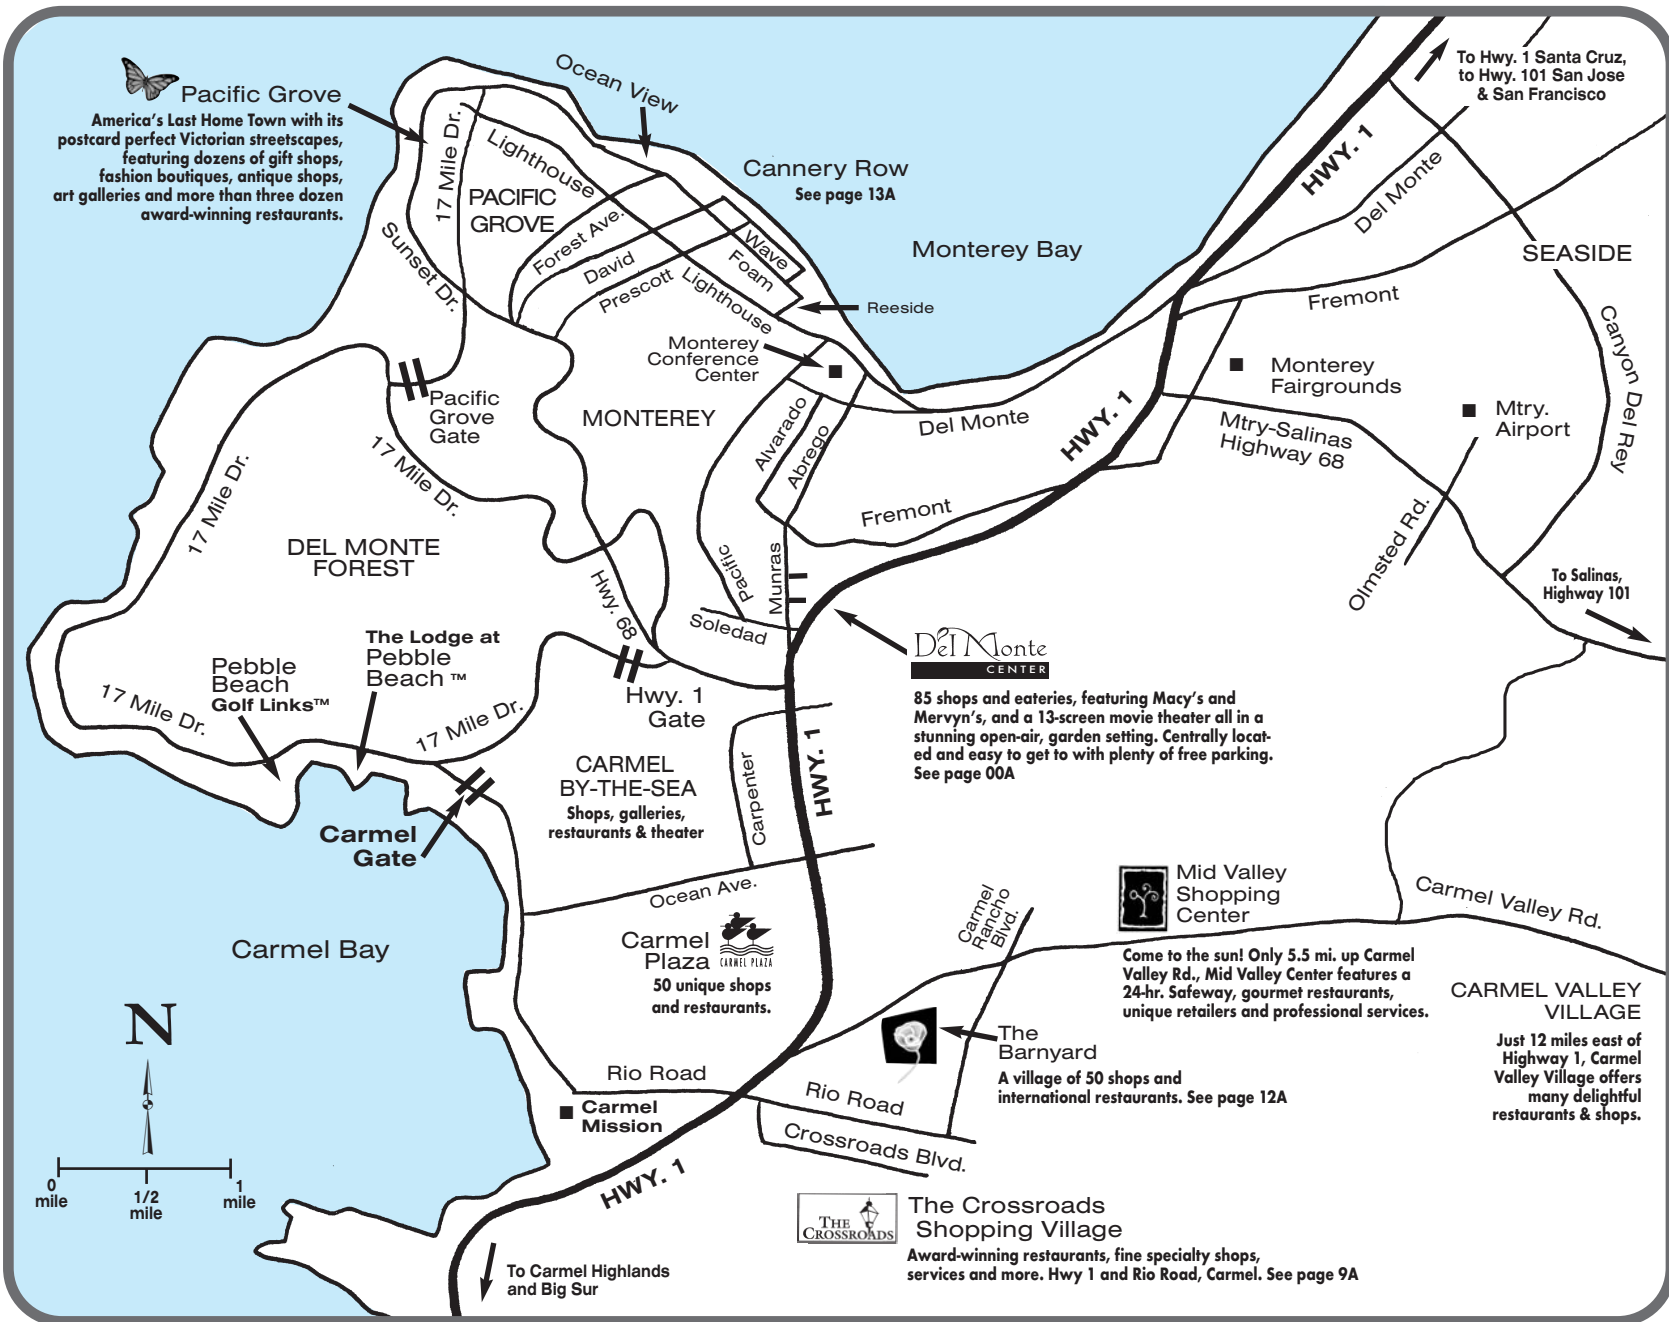 Pacific Grove
America's Last Home Town with its
postcard perfect Victorian streetscapes,
featuring dozens of gift shops,
fashion boutiques, antique shops,
art galleries and more than three dozen
award-winning restaurants.
Ocean View
Cannery Row
See page 13A
Monterey Bay
To Hwy. 1 Santa Cruz,
to Hwy. 101 San Jose
& San Francisco
HWY. 1
Del Monte
SEASIDE
Fremont
Canyon Del Rey
17 Mile Dr.
Lighthouse
PACIFIC
GROVE
Sunset Dr.
Forest Ave.
David
Prescott
Lighthouse
Wave
Foam
Reeside
Monterey
Conference
Center
Pacific
Grove
Gate
MONTEREY
Alvarado
Abrego
Del Monte
HWY. 1
Monterey
Fairgrounds
Mtry-Salinas
Highway 68
Mtry.
Airport
17 Mile Dr.
17 Mile Dr.
Fremont
Olmsted Rd.
To Salinas,
Highway 101
DEL MONTE
FOREST
Hwy. 68
Pacific
Munras
Soledad
Del Monte
CENTER
85 shops and eateries, featuring Macy's and
Mervyn's, and a 13-screen movie theater all in a
stunning open-air, garden setting. Centrally locat-
ed and easy to get to with plenty of free parking.
See page 00A
The Lodge at
Pebble
Beach ™
Pebble
Beach
Golf Links™
17 Mile Dr.
17 Mile Dr.
Hwy. 1
Gate
CARMEL
BY-THE-SEA
Shops, galleries,
restaurants & theater
Carpenter
HWY. 1
Carmel
Gate
Ocean Ave.
Carmel
Plaza
CARMEL PLAZA
50 unique shops
and restaurants.
Carmel Bay
Carmel
Rancho
Blvd.
Mid Valley
Shopping
Center
Come to the sun! Only 5.5 mi. up Carmel
Valley Rd., Mid Valley Center features a
24-hr. Safeway, gourmet restaurants,
unique retailers and professional services.
Carmel Valley Rd.
CARMEL VALLEY
VILLAGE
Just 12 miles east of
Highway 1, Carmel
Valley Village offers
many delightful
restaurants & shops.
The
Barnyard
A village of 50 shops and
international restaurants. See page 12A
N
0
mile
1/2
mile
1
mile
Rio Road
Carmel
Mission
Rio Road
Crossroads Blvd.
HWY. 1
THE
CROSSROADS
The Crossroads
Shopping Village
Award-winning restaurants, fine specialty shops,
services and more. Hwy 1 and Rio Road, Carmel. See page 9A
To Carmel Highlands
and Big Sur